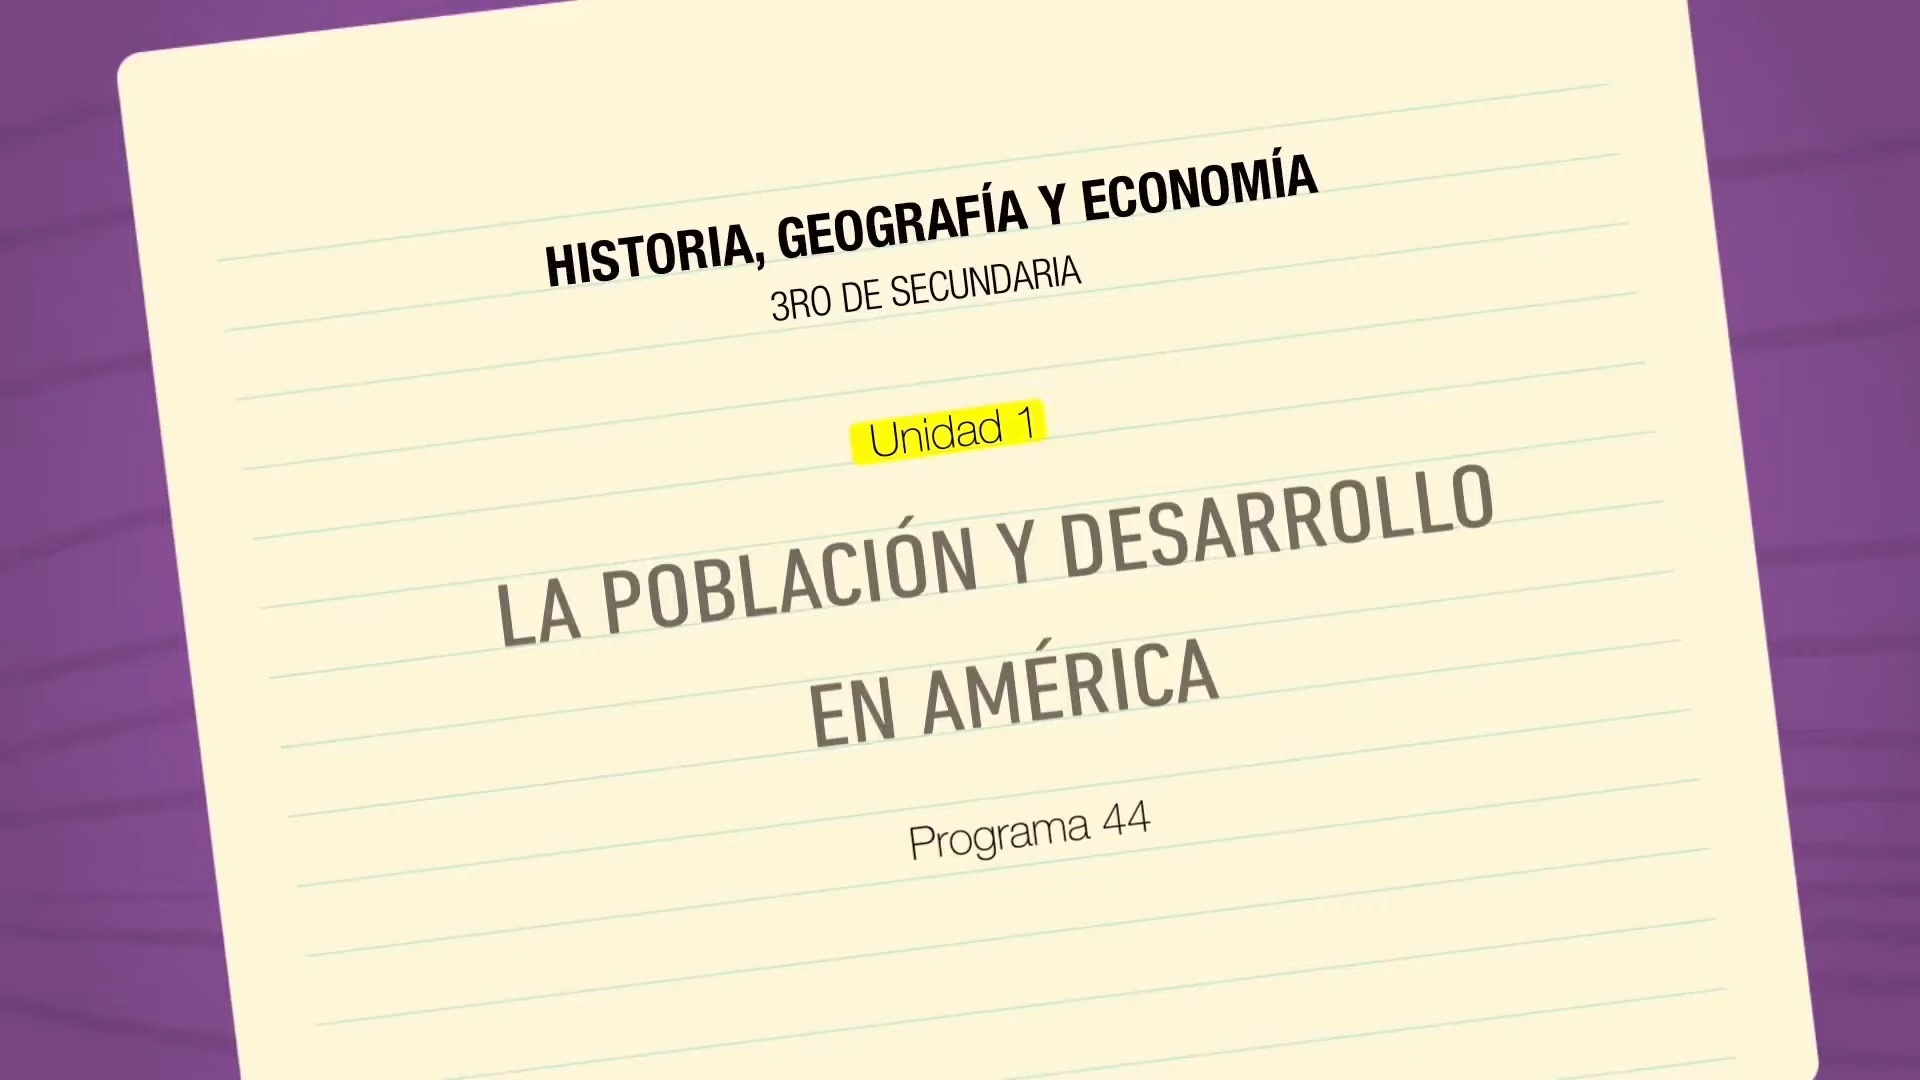 HISTORIA, GEOGRAFÍA Y ECONOMÍA
3RO DE SECUNDARIA
Unidad 1
LA POBLACIÓN Y DESARROLLO
EN AMÉRICA
Programa 44